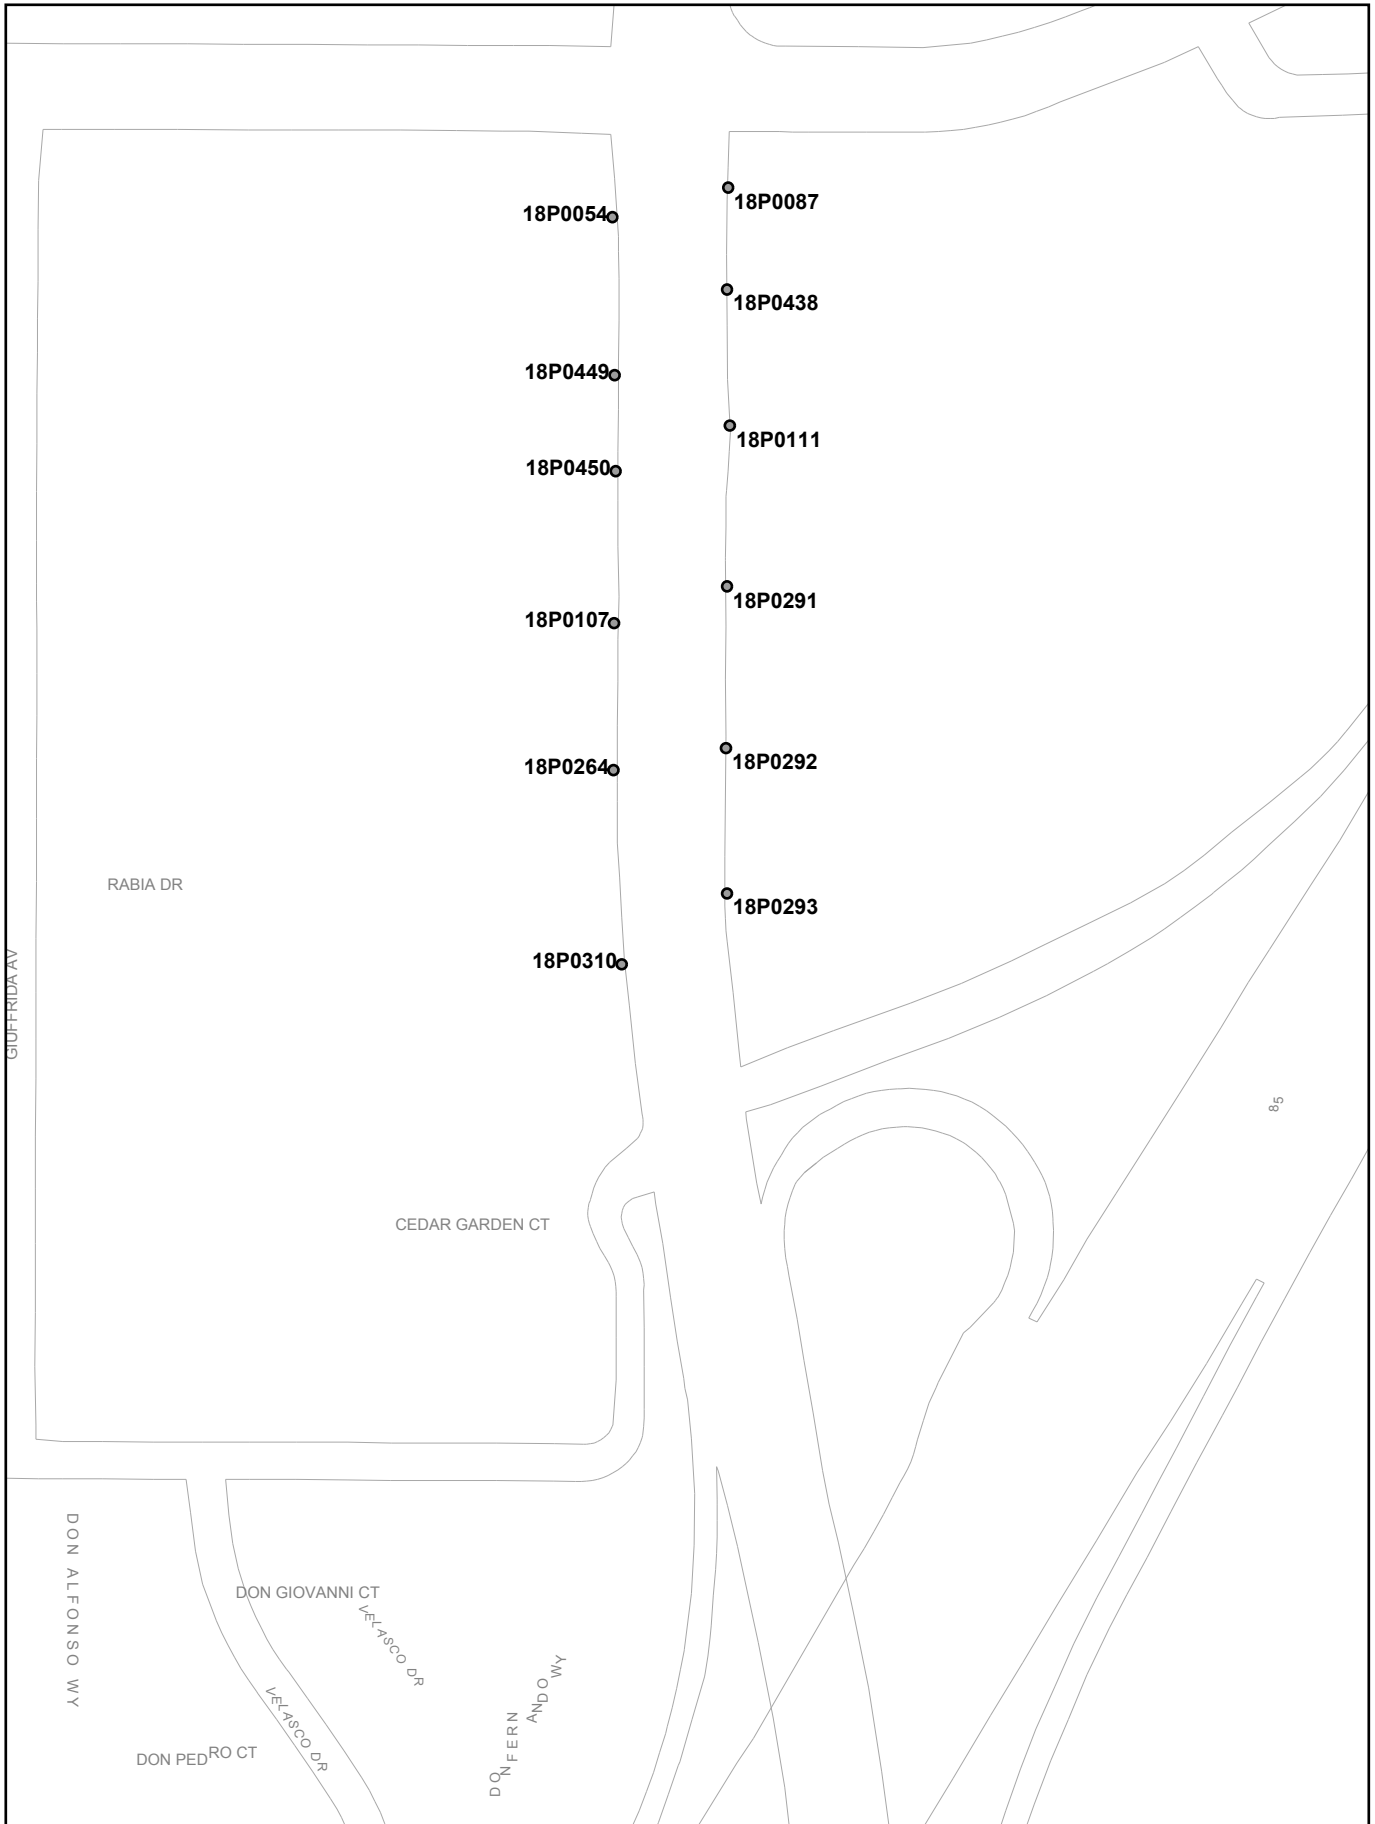 18P0087
18P0054
18P0438
18P0449
18P0111
18P0450
18P0291
18P0107
18P0292
18P0264
RABIA DR
18P0293
18P0310
GIUFFRIDA AV
85
CEDAR GARDEN CT
DON ALFONSO WY
DON GIOVANNI CT
VELASCO DR
DON FERNANDO WY
VELASCO DR
DON PEDRO CT